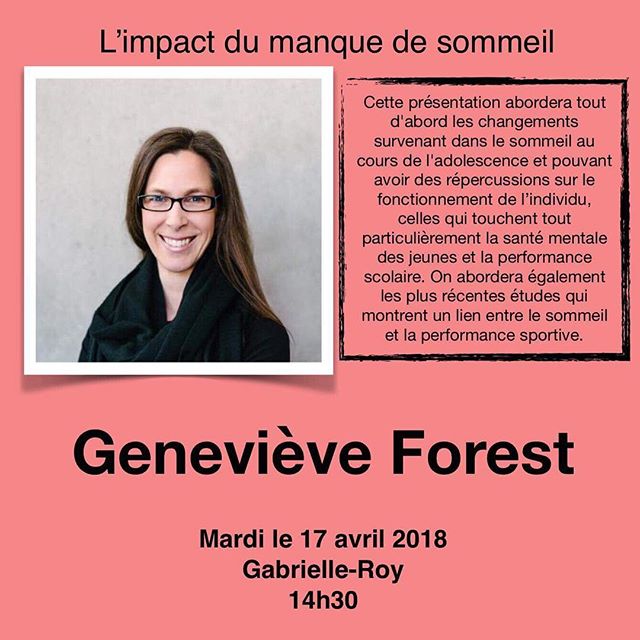 L’impact du manque de sommeil
Cette présentation abordera tout
d'abord les changements
survenant dans le sommeil au
cours de l'adolescence et pouvant
avoir des répercussions sur le
fonctionnement de l’individu,
celles qui touchent tout
particulièrement la santé mentale
des jeunes et la performance
scolaire. On abordera également
les plus récentes études qui
montrent un lien entre le sommeil
et la performance sportive.
Geneviève Forest
Mardi le 17 avril 2018
Gabrielle-Roy
14h30